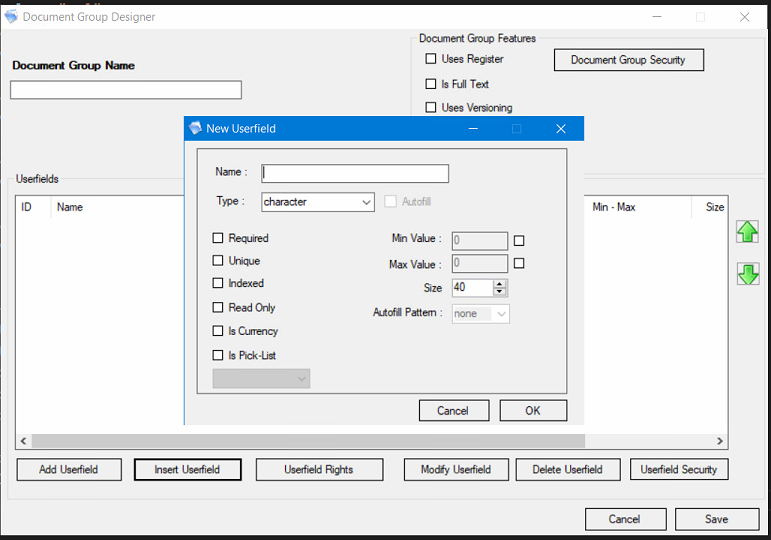 Document Group Designer
Document Group Features
Document Group Name
Uses Register
Document Group Security
Is Full Text
Uses Versioning
New Userfield
Name :
Type :
character
Autofill
Required
Min Value :
0
Unique
Max Value :
0
Indexed
Size
40
Read Only
Autofill Pattern :
none
Is Currency
Is Pick-List
Cancel
OK
Userfields
ID
Name
Min - Max
Size
Add Userfield
Insert Userfield
Userfield Rights
Modify Userfield
Delete Userfield
Userfield Security
Cancel
Save